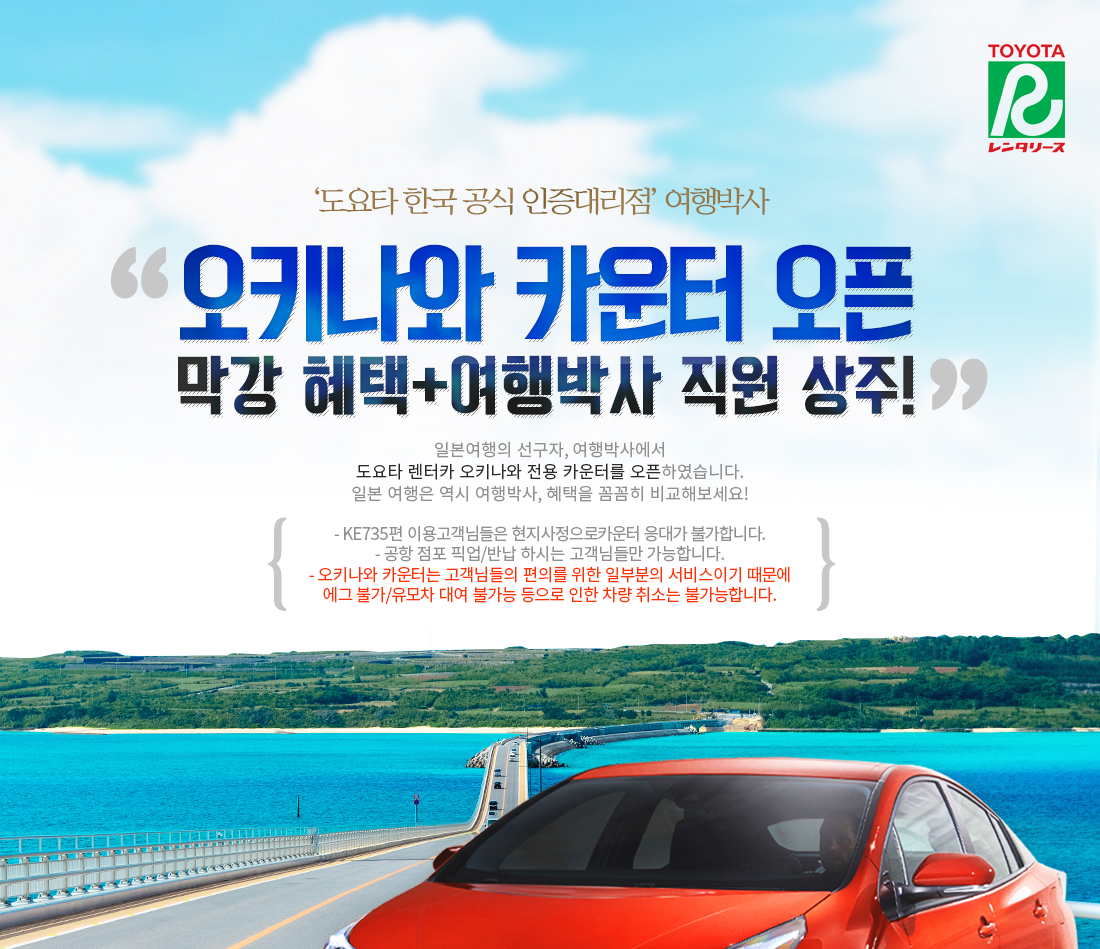 TOYOTA
レンタリース
‘도요타 한국 공식 인증대리점’ 여행박사
“오키나와 카운터 오픈
막강 혜택+여행박사 직원 상주!”
일본여행의 선구자, 여행박사에서
도요타 렌터카 오키나와 전용 카운터를 오픈하였습니다.
일본 여행은 역시 여행박사, 혜택을 꼼꼼히 비교해보세요!
- KE735편 이용고객님들은 현지사정으로카운터 응대가 불가합니다.
- 공항 점포 픽업/반납 하시는 고객님들만 가능합니다.
- 오키나와 카운터는 고객님들의 편의를 위한 일부분의 서비스이기 때문에
에그 불가/유모차 대여 불가능 등으로 인한 차량 취소는 불가능합니다.